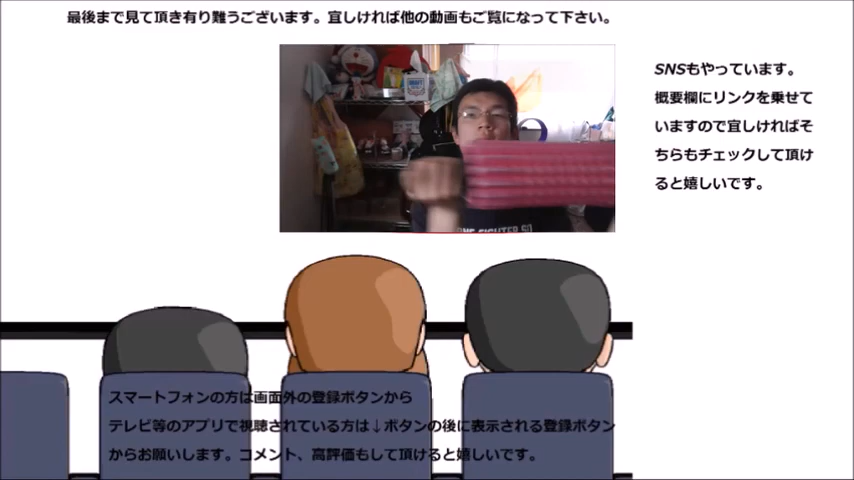 最後まで見て頂き有り難うございます。宜しければ他の動画もご覧になって下さい。
SNSもやっています。
概要欄にリンクを乗せて
いますので宜しければそ
ちらもチェックして頂け
ると嬉しいです。
スマートフォンの方は画面外の登録ボタンから
テレビ等のアプリで視聴されている方は↓ボタンの後に表示される登録ボタン
からお願いします。コメント、高評価もして頂けると嬉しいです。